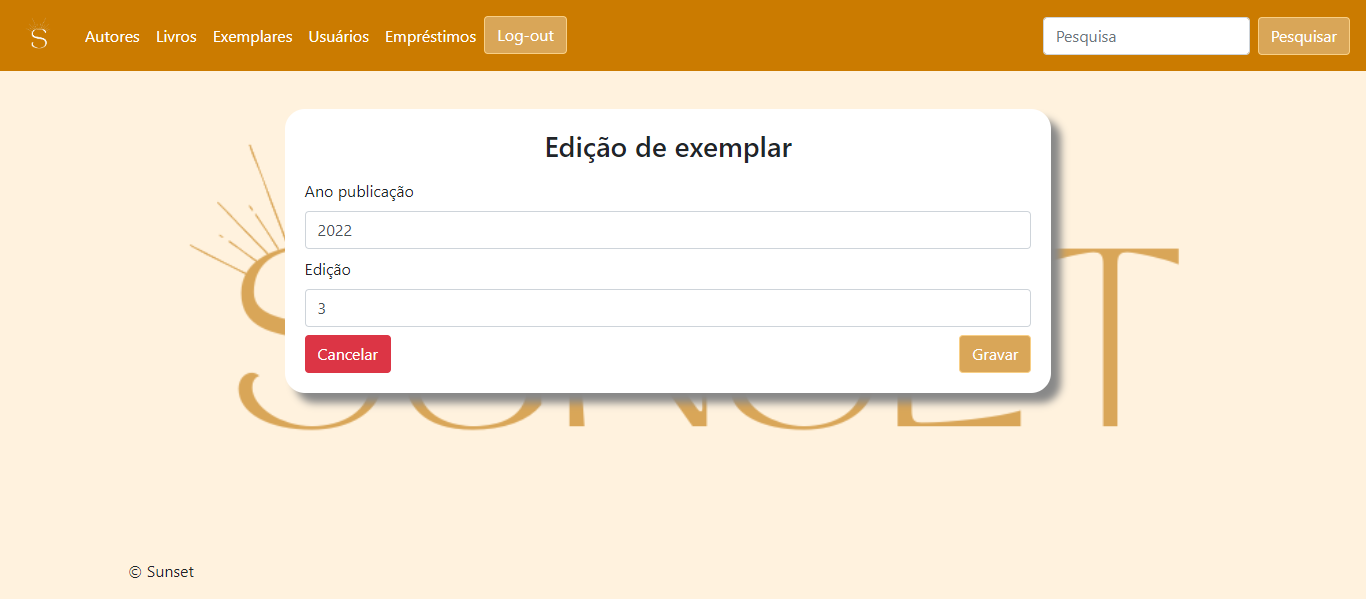 S Autores Livros Exemplares Usuários Empréstimos Log-out Pesquisa Pesquisar
Edição de exemplar
Ano publicação
2022
Edição
3
Cancelar Gravar
SUNSET
© Sunset